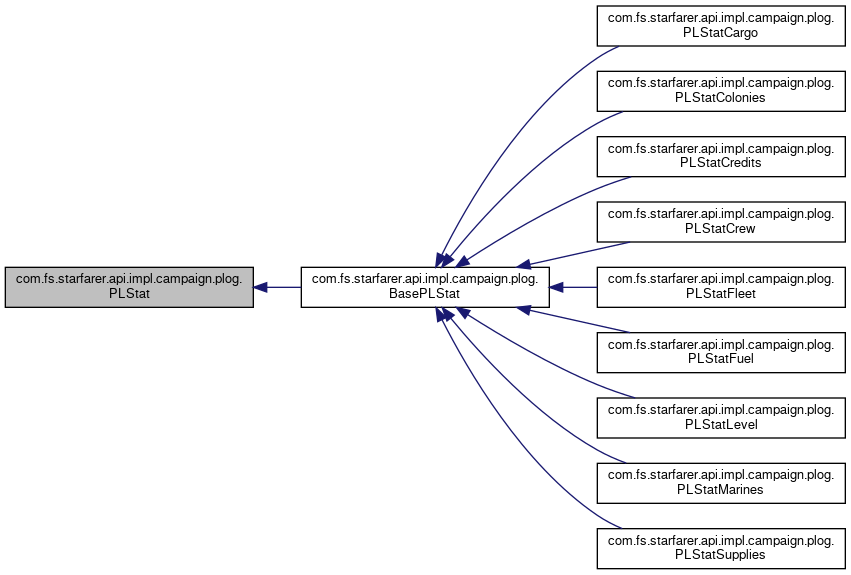 com.fs.starfarer.api.impl.campaign.plog.
PLStatCargo
com.fs.starfarer.api.impl.campaign.plog.
PLStatColonies
com.fs.starfarer.api.impl.campaign.plog.
PLStatCredits
com.fs.starfarer.api.impl.campaign.plog.
PLStatCrew
com.fs.starfarer.api.impl.campaign.plog.
PLStat
com.fs.starfarer.api.impl.campaign.plog.
BasePLStat
com.fs.starfarer.api.impl.campaign.plog.
PLStatFleet
com.fs.starfarer.api.impl.campaign.plog.
PLStatFuel
com.fs.starfarer.api.impl.campaign.plog.
PLStatLevel
com.fs.starfarer.api.impl.campaign.plog.
PLStatMarines
com.fs.starfarer.api.impl.campaign.plog.
PLStatSupplies